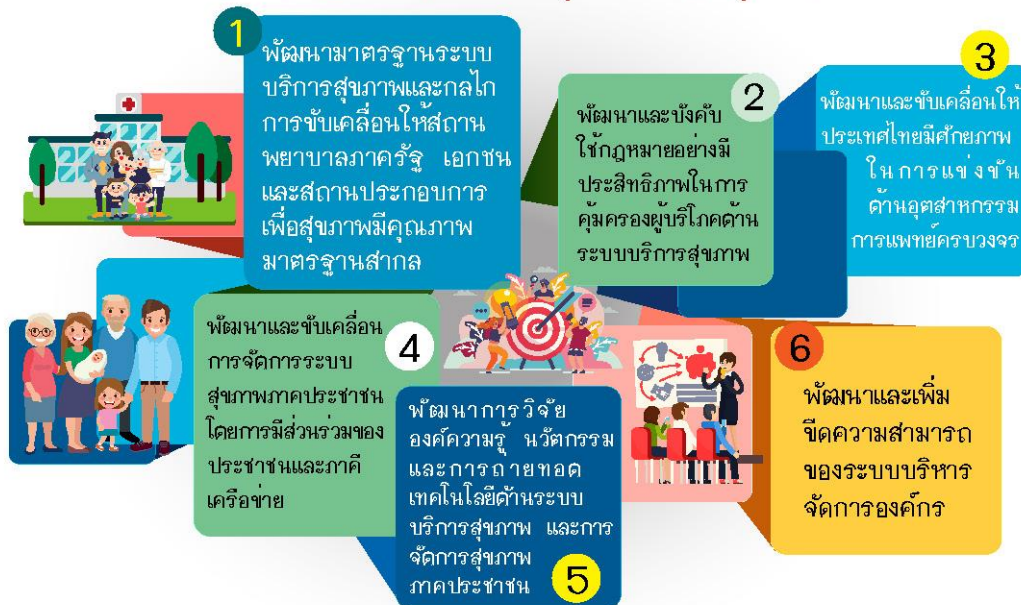 1
พัฒนามาตรฐานระบบ
บริการสุขภาพและกลไก
การขับเคลื่อนให้สถาน
พยาบาลภาครัฐ เอกชน
และสถานประกอบการ
เพื่อสุขภาพมีคุณภาพ
มาตรฐานสากล
2
พัฒนาและบังคับ
ใช้กฎหมายอย่างมี
ประสิทธิภาพในการ
คุ้มครองผู้บริโภคด้าน
ระบบบริการสุขภาพ
3
พัฒนาและขับเคลื่อนให้
ประเทศไทยมีศักยภาพ
ในการแข่งขัน
ด้านอุตสาหกรรม
การแพทย์ครบวงจร
4
พัฒนาและขับเคลื่อน
การจัดการระบบ
สุขภาพภาคประชาชน
โดยการมีส่วนร่วมของ
ประชาชนและภาคี
เครือข่าย
พัฒนาการวิจัย
องค์ความรู้ นวัตกรรม
และการถ่ายทอด
เทคโนโลยีด้านระบบ
บริการสุขภาพ และการ
จัดการสุขภาพ
ภาคประชาชน
5
6
พัฒนาและเพิ่ม
ขีดความสามารถ
ของระบบบริหาร
จัดการองค์กร